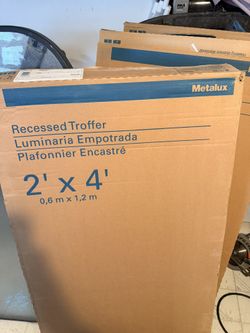 Metalux
Recessed Troffer
Luminaria Empotrada
Plafonnier Encastré
2' x 4'
0,6 m x 1,2 m